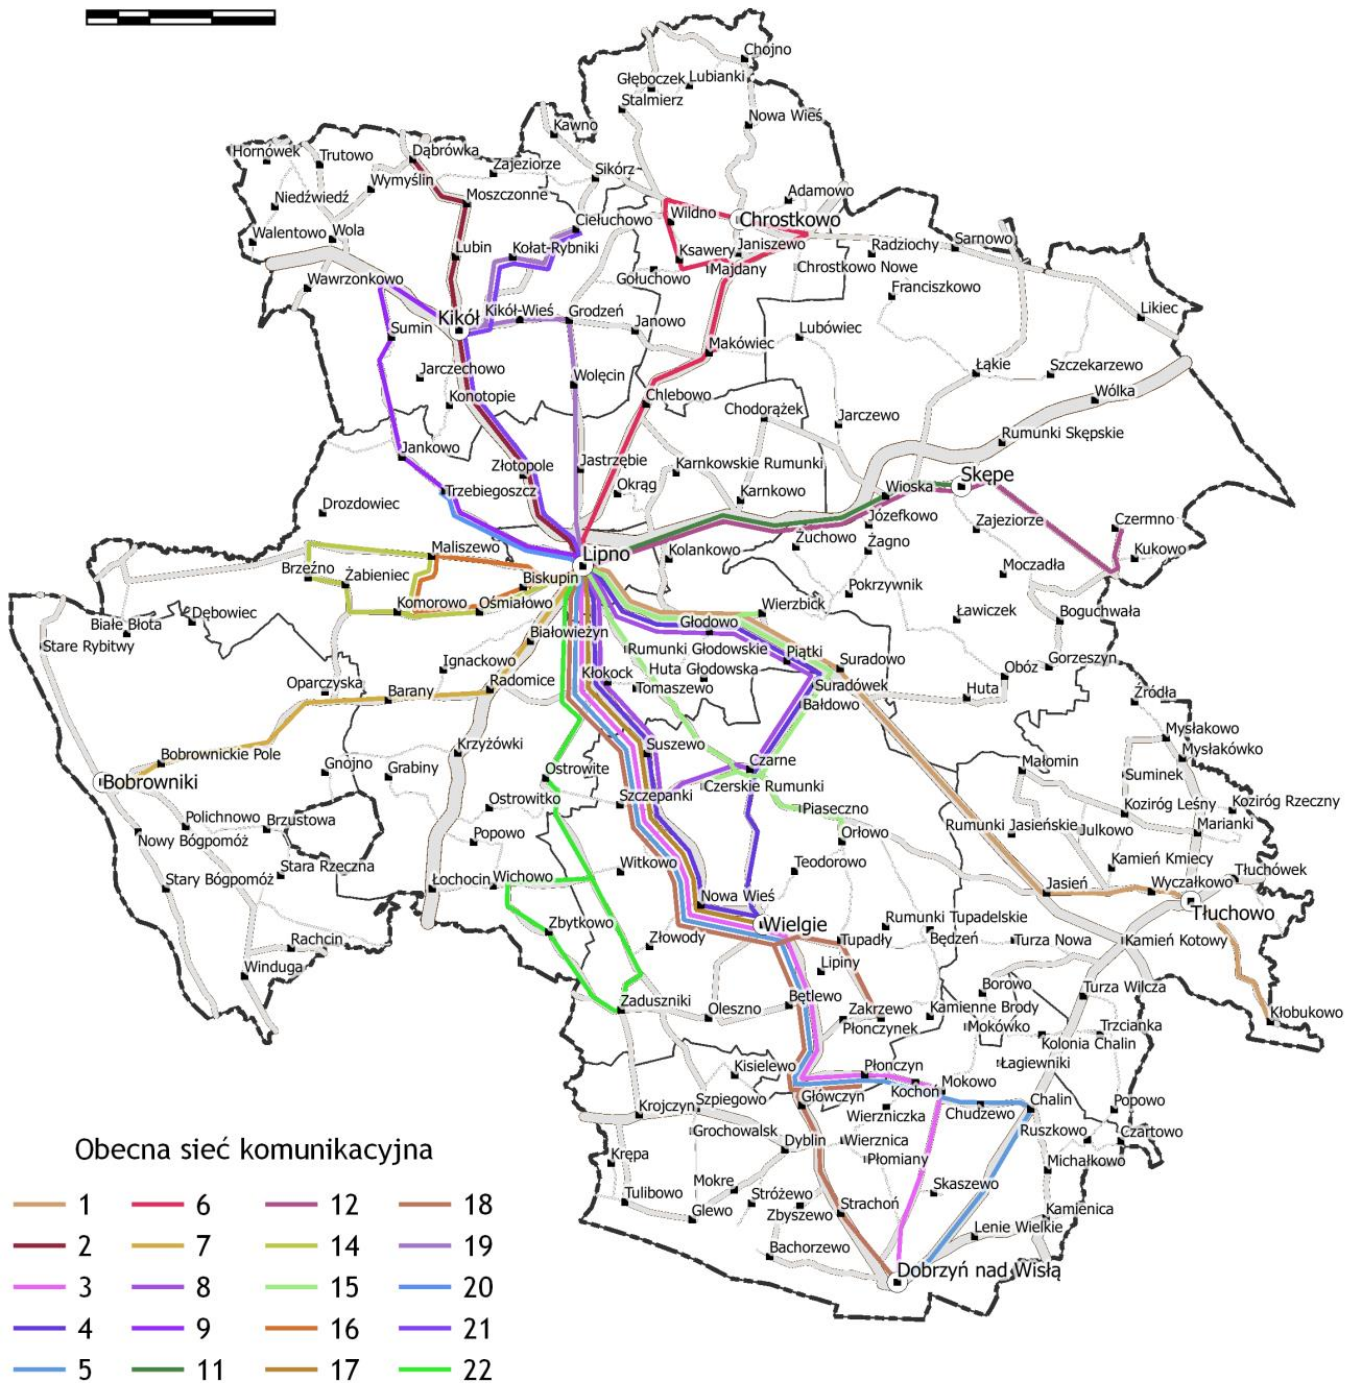 Chojno
Głęboczek
Lubianki
Stalmierz
Nowa Wieś
Kawno
Hornówek
Trutowo
Dąbrówka
Zajeziorze
Sikórz
Wymyślin
Moszczonne
Niedźwiedź
Adamowo
Wildno
Chrostkowo
Ciełuchowo
Walentowo
Wola
Lubin
Kołat-Rybniki
Ksawery
Janiszewo
Radziochy
Sarnowo
Majdany
Chrostkowo Nowe
Wawrzonkowo
Gołuchowo
Franciszkowo
Kikół
Kikół-Wieś
Grodzeń
Janowo
Likiec
Sumin
Lubówiec
Makówiec
Jarczechowo
Wolęcin
Łąkie
Szczekarzewo
Konotopie
Chlebowo
Wólka
Chodorążek
Jarczewo
Rumunki Skępskie
Jankowo
Złotopole
Jastrzębie
Karnkowskie Rumunki
Skępe
Trzebiegoszcz
Okrąg
Wioska
Drozdowiec
Karnkowo
Józefkowo
Zajeziorze
Czermno
Maliszewo
Lipno
Kolankowo
Żuchowo
Żagno
Kukowo
Brzeźno
Żabieniec
Biskupin
Moczadła
Pokrzywnik
Komorowo
Ośmiałowo
Wierzbick
Ławiczek
Boguchwała
Białe Błota
Dębowiec
Głodowo
Stare Rybitwy
Białowieżyn
Rumunki Głodowskie
Piątki
Suradowo
Obóz
Gorzeszyn
Ignackowo
Kłokock
Huta Głodowska
Oparczyska
Barany
Radomice
Tomaszewo
Suradówek
Huta
Źródła
Bałdowo
Mysłakowo
Krzyżówki
Suszewo
Mysłakówko
Bobrownickie Pole
Gnojno
Grabiny
Czarne
Małomin
Bobrowniki
Ostrowite
Czerskie Rumunki
Suminek
Ostrowitko
Szczepanki
Piaseczno
Koziróg Leśny
Koziróg Rzeczny
Polichnowo
Brzustowa
Rumunki Jasieńskie
Julkowo
Marianki
Nowy Bógpomóż
Popowo
Orłowo
Stara Rzeczna
Witkowo
Teodorowo
Kamień Kmiecy
Tłuchówek
Stary Bógpomóż
Łochocin
Wichowo
Jasień
Wyczałkowo
Nowa Wieś
Tłuchowo
Zbytkowo
Wielgie
Rumunki Tupadelskie
Rachcin
Złowody
Tupadły
Będzeń
Turza Nowa
Kamień Kotowy
Winduga
Lipiny
Borowo
Turza Wilcza
Zaduszniki
Oleszno
Betlewo
Zakrzewo
Kamienne Brody
Kłobukowo
Płonczynek
Mokówko
Trzcianka
Kolonia Chalin
Kisielewo
Płonczyn
Łagiewniki
Mokowo
Kochoń
Krojczyn
Szpiegowo
Główczyn
Chudzewo
Chalin
Popowo
Wierzniczka
Grochowalsk
Dyblin
Wierznica
Ruszkowo
Czartowo
Krępa
Płomiany
Michałkowo
Mokre
Skaszewo
Tulibowo
Stróżewo
Strachoń
Glewo
Zbyszewo
Kamienica
Lenie Wielkie
Bachorzewo
Dobrzyń nad Wisłą
Obecna sieć komunikacyjna
1 6 12 18
2 7 14 19
3 8 15 20
4 9 16 21
5 11 17 22